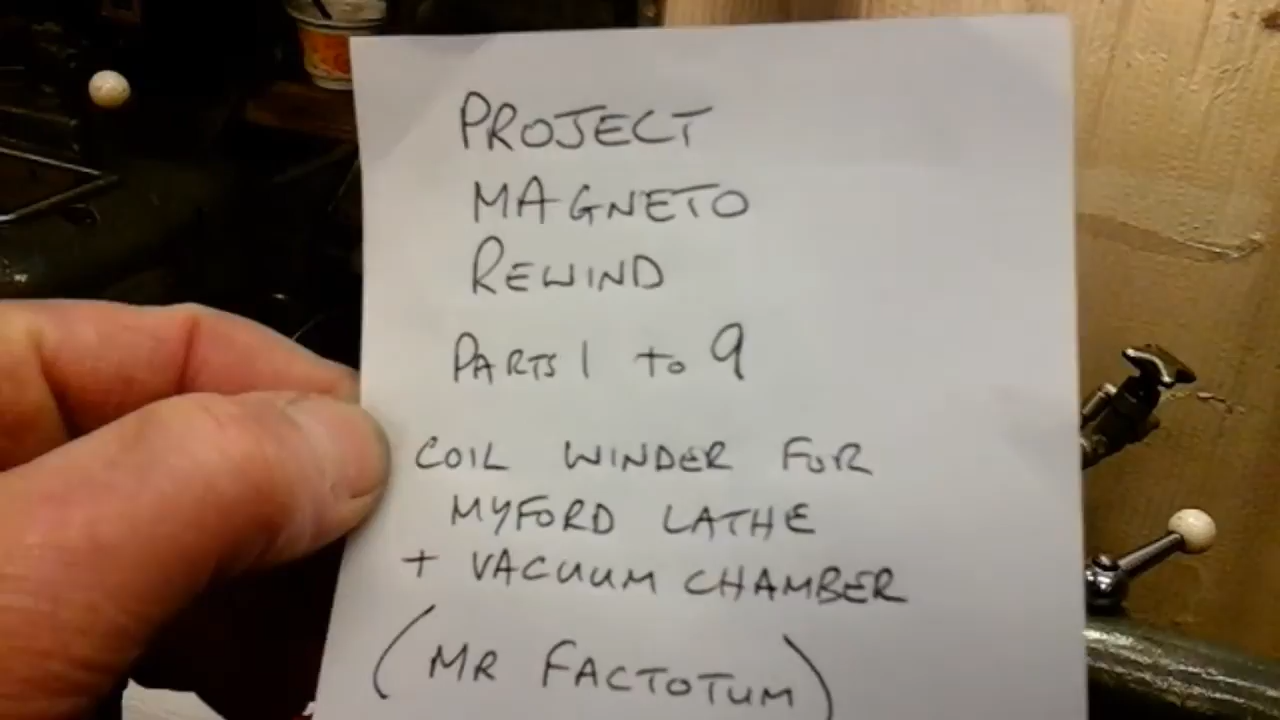 PROJECT
MAGNETO
REWIND
PARTS 1 to 9
COIL WINDER FOR
MYFORD LATHE
+ VACUUM CHAMBER
(MR FACTOTUM)